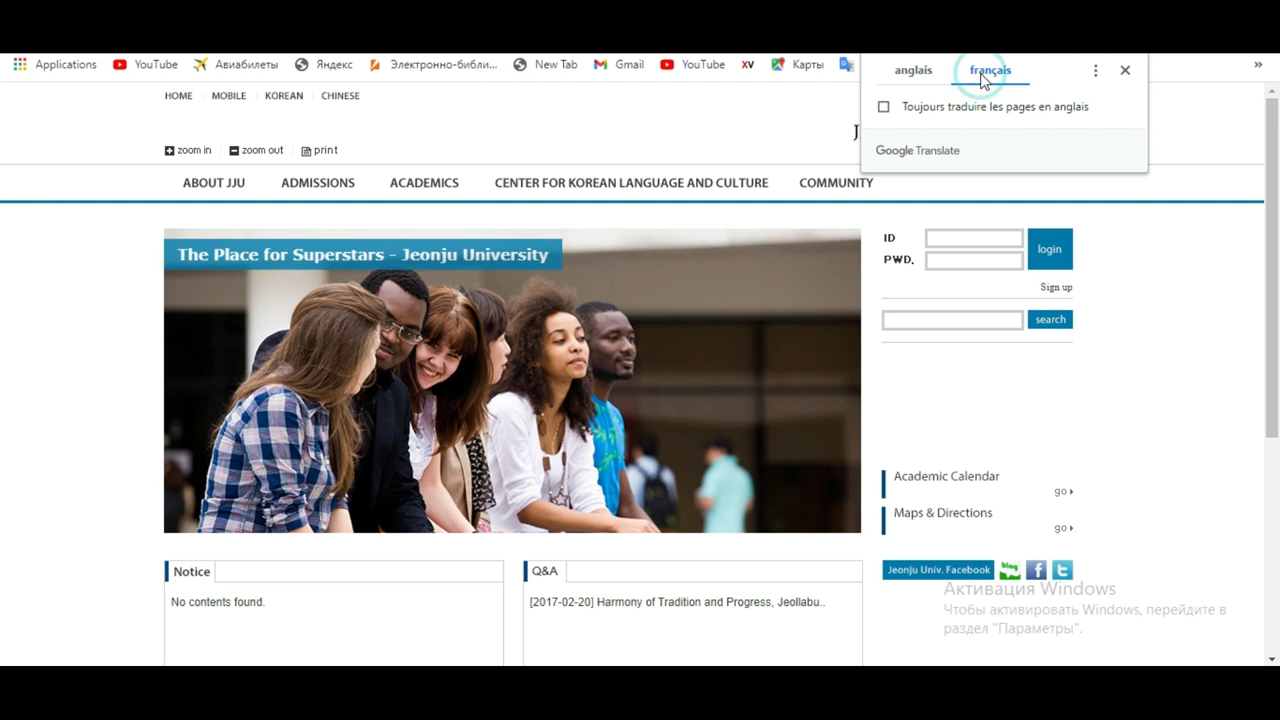 Applications YouTube Авиабилеты Яндекс Электронно-библи... New Tab Gmail YouTube XV Карты »
anglais français
Toujours traduire les pages en anglais
Google Translate
HOME MOBILE KOREAN CHINESE
J
zoom in zoom out print
ABOUT JJU ADMISSIONS ACADEMICS CENTER FOR KOREAN LANGUAGE AND CULTURE COMMUNITY
The Place for Superstars - Jeonju University
ID
PWD.
login
Sign up
search
Academic Calendar
go
Maps & Directions
go
Jeonju Univ. Facebook blog f t
Notice
No contents found.
Q&A
[2017-02-20] Harmony of Tradition and Progress, Jeollabu..
Активация Windows
Чтобы активировать Windows, перейдите в
раздел "Параметры".